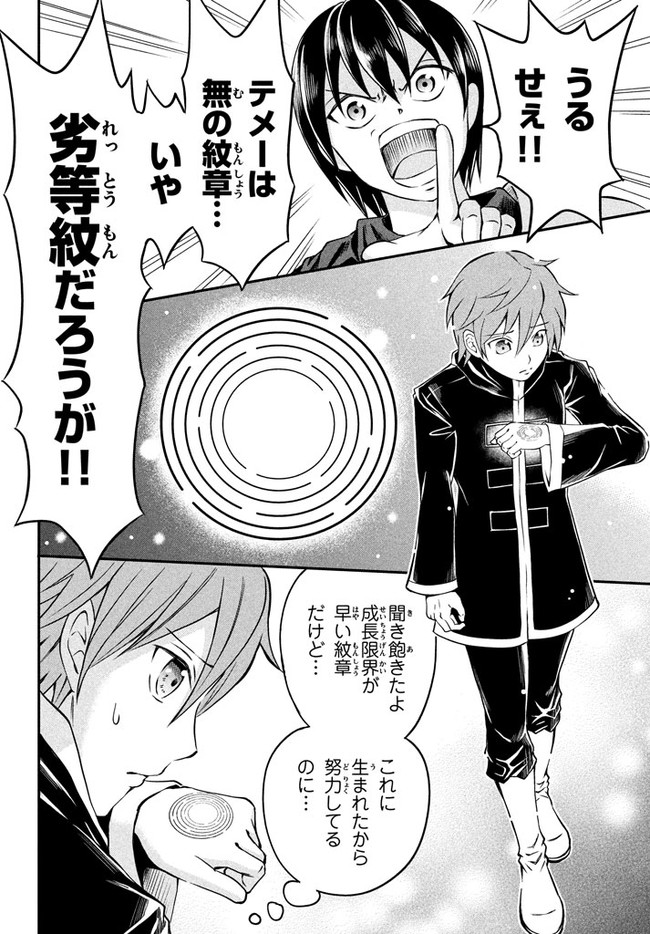 うる
せぇ!!
テメーは
無の紋章…
いや
劣等紋だろうが!!
聞き飽きたよ
成長限界が
早い紋章
だけど…
これに
生まれたから
努力してる
のに…